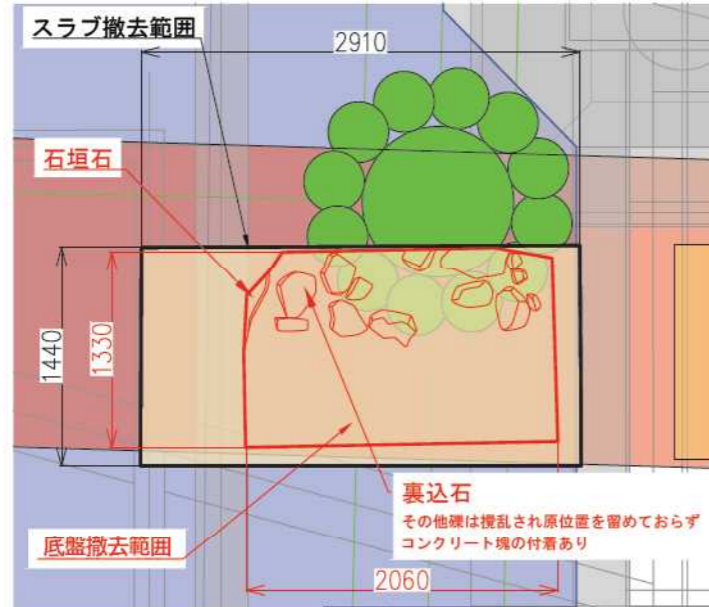 スラブ撤去範囲
2910
石垣石
1440
1330
裏込石
その他礫は攪乱され原位置を留めておらず
コンクリート塊の付着あり
底盤撤去範囲
2060